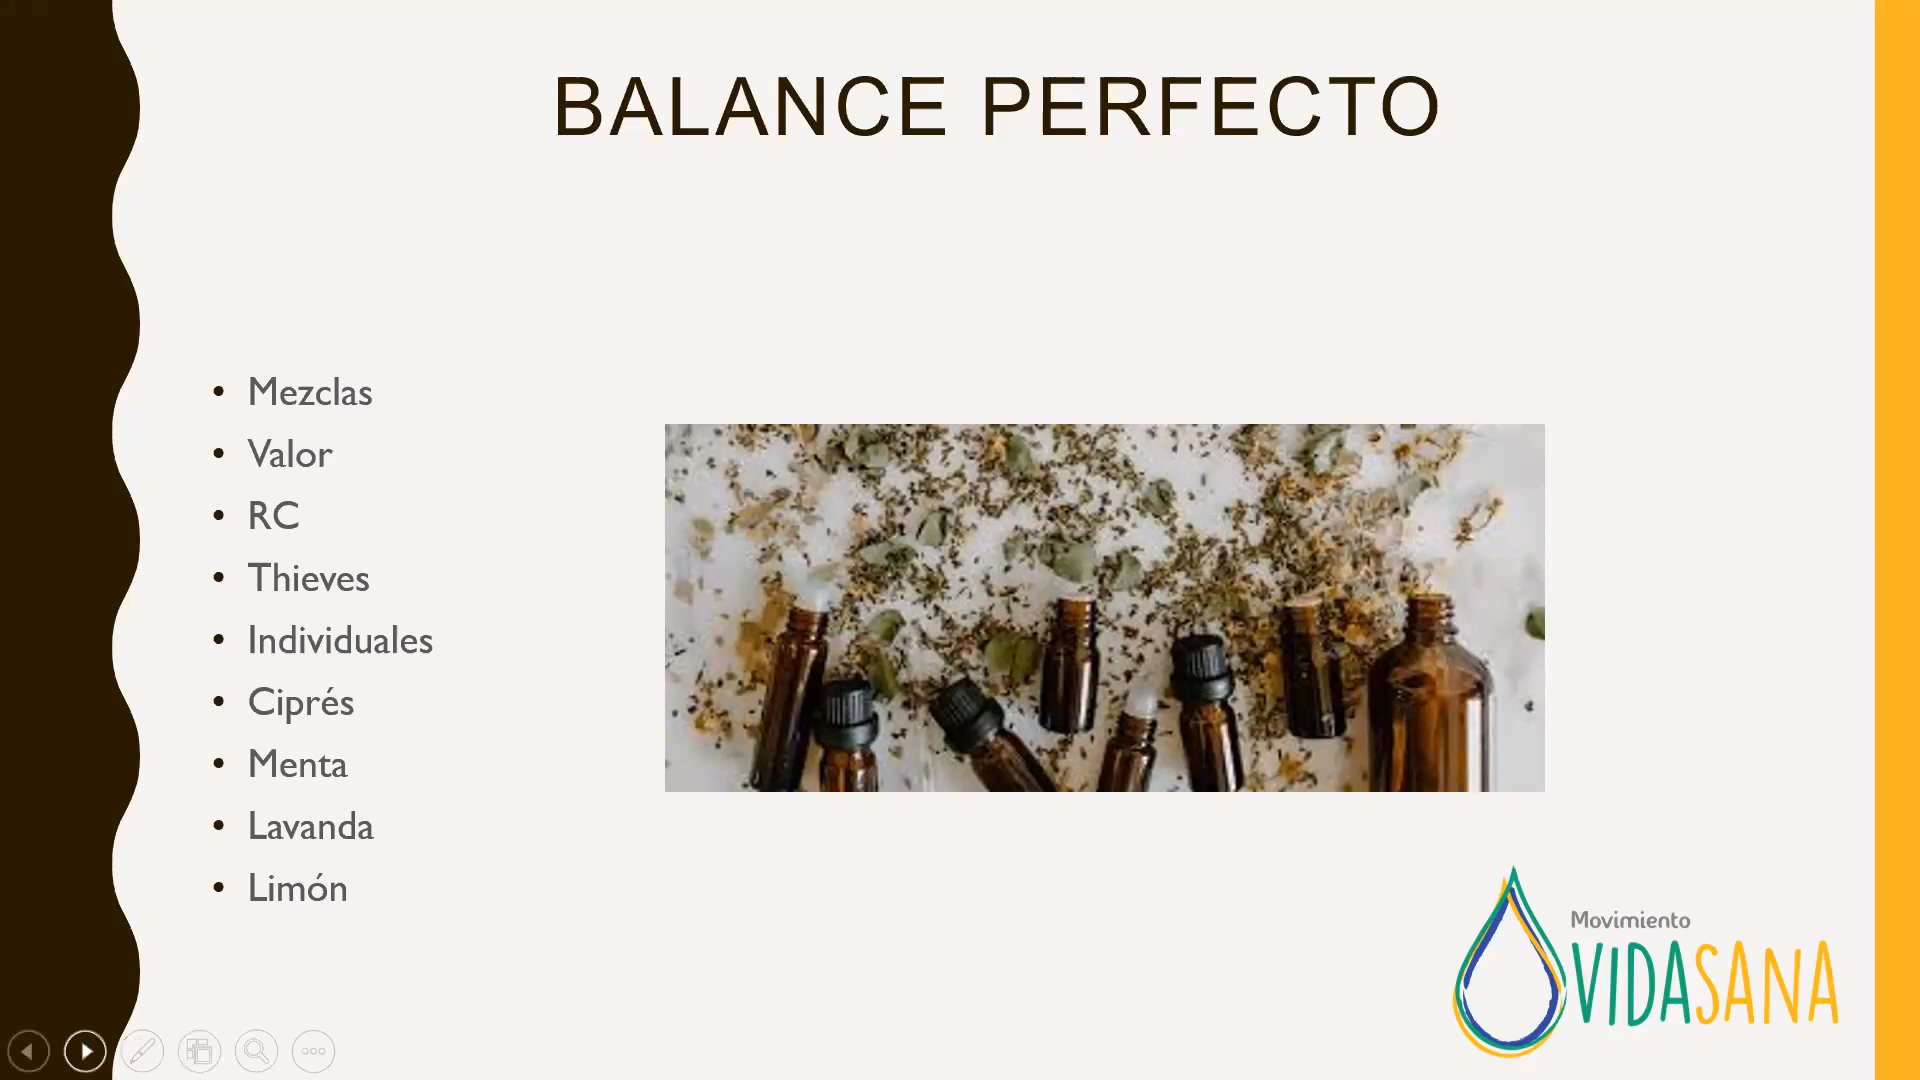 BALANCE PERFECTO
• Mezclas
• Valor
• RC
• Thieves
• Individuales
• Ciprés
• Menta
• Lavanda
• Limón
Movimiento
VIDASANA